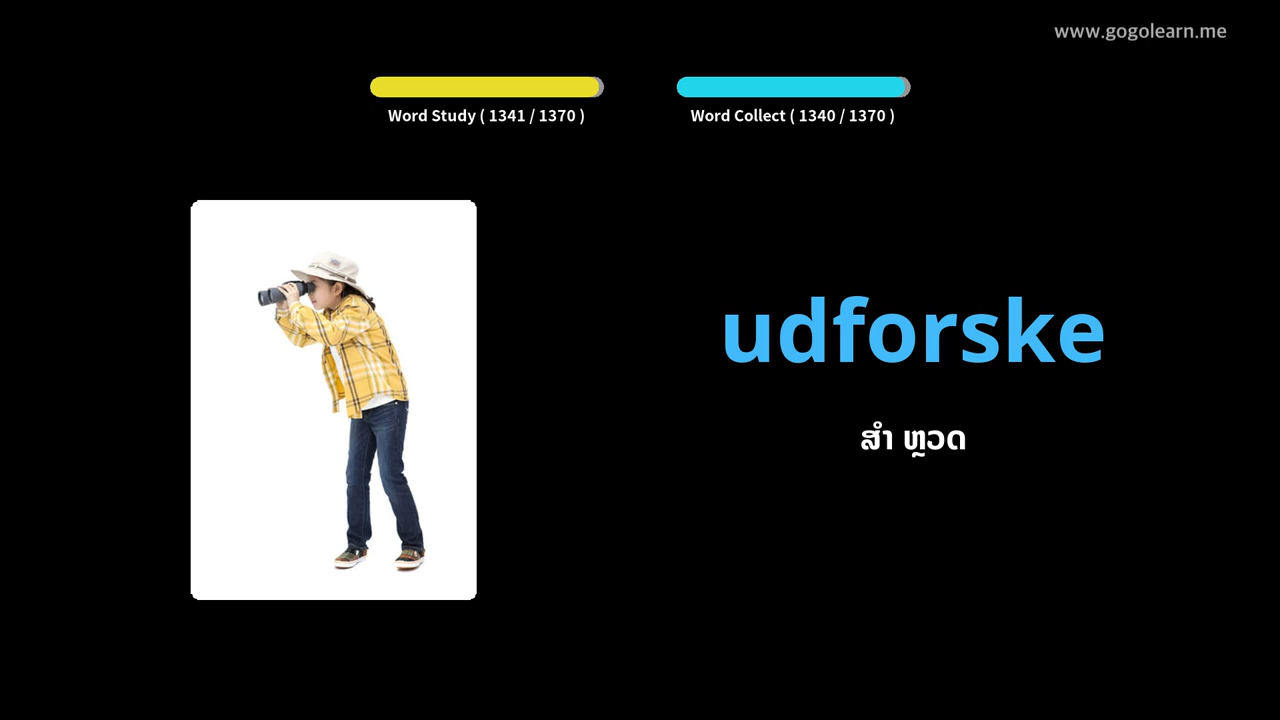 www.gogolearn.me
Word Study ( 1341 / 1370 )
Word Collect ( 1340 / 1370 )
udforske
ສຳ ຫຼວດ